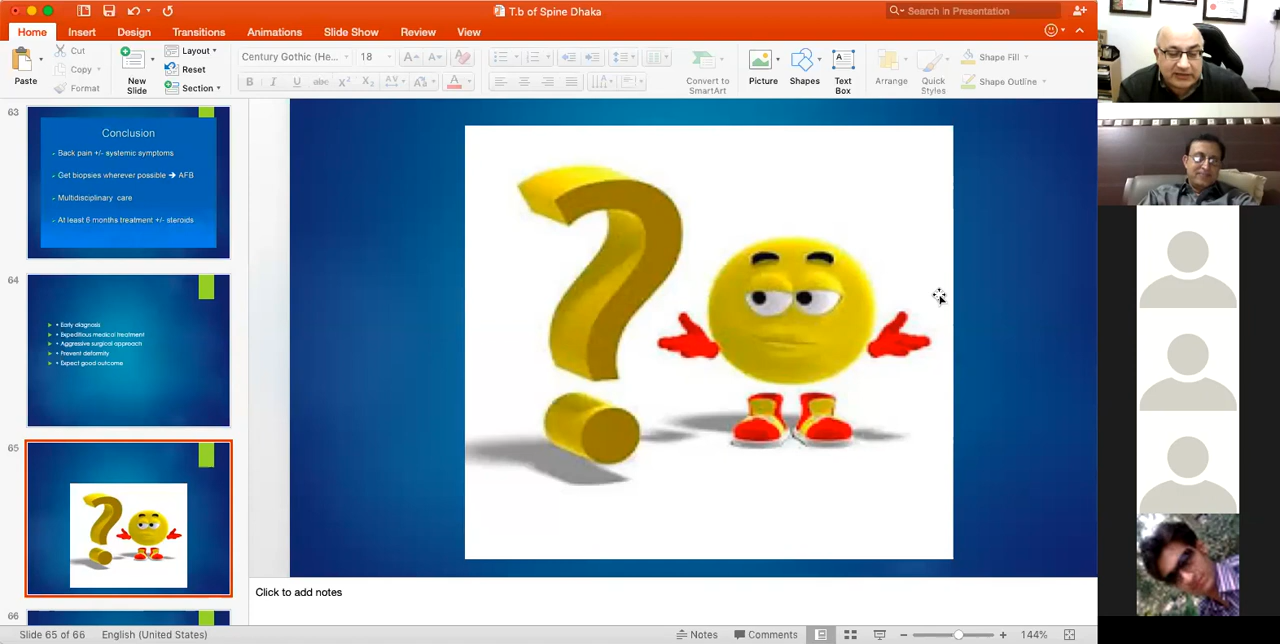 T.b of Spine Dhaka
Search in Presentation
Home
Insert
Design
Transitions
Animations
Slide Show
Review
View
Paste
Cut
Copy
Format
New
Slide
Layout
Reset
Section
Century Gothic (He...
18
Convert to
SmartArt
Picture
Shapes
Text
Box
Arrange
Quick
Styles
Shape Fill
Shape Outline
63
Conclusion
Back pain +/- systemic symptoms
Get biopsies wherever possible ➔ AFB
Multidisciplinary care
At least 6 months treatment +/- steroids
64
• Early diagnosis
• Expeditious medical treatment
• Aggressive surgical approach
• Prevent deformity
• Expect good outcome
65
?
66
?
Click to add notes
Slide 65 of 66
English (United States)
Notes
Comments
144%